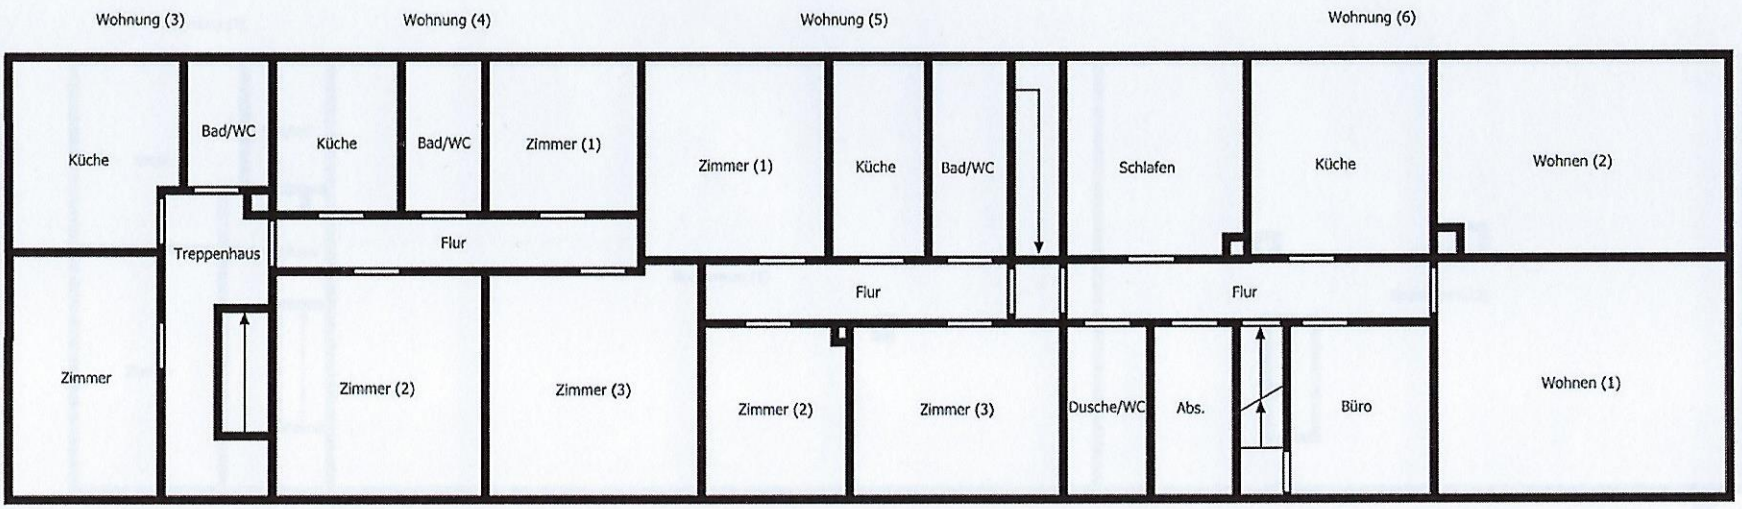 Wohnung (3)
Wohnung (4)
Wohnung (5)
Wohnung (6)
Küche
Bad/WC
Küche
Bad/WC
Zimmer (1)
Zimmer (1)
Küche
Bad/WC
Schlafen
Küche
Wohnen (2)
Treppenhaus
Flur
Flur
Flur
Zimmer
Zimmer (2)
Zimmer (3)
Zimmer (2)
Zimmer (3)
Dusche/WC
Abs.
Büro
Wohnen (1)